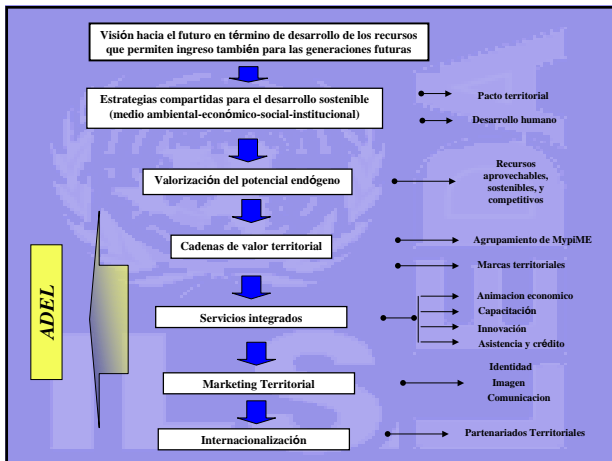 Visión hacia el futuro en término de desarrollo de los recursos
que permiten ingreso también para las generaciones futuras
Estrategias compartidas para el desarrollo sostenible
(medio ambiental-económico-social-institucional)
Pacto territorial
Desarrollo humano
Valorización del potencial endógeno
Recursos
aprovechables,
sostenibles, y
competitivos
Cadenas de valor territorial
Agrupamiento de MypiME
Marcas territoriales
ADEL
Servicios integrados
Animacion economico
Capacitación
Innovación
Asistencia y crédito
Marketing Territorial
Identidad
Imagen
Comunicacion
Internacionalización
Partenariados Territoriales